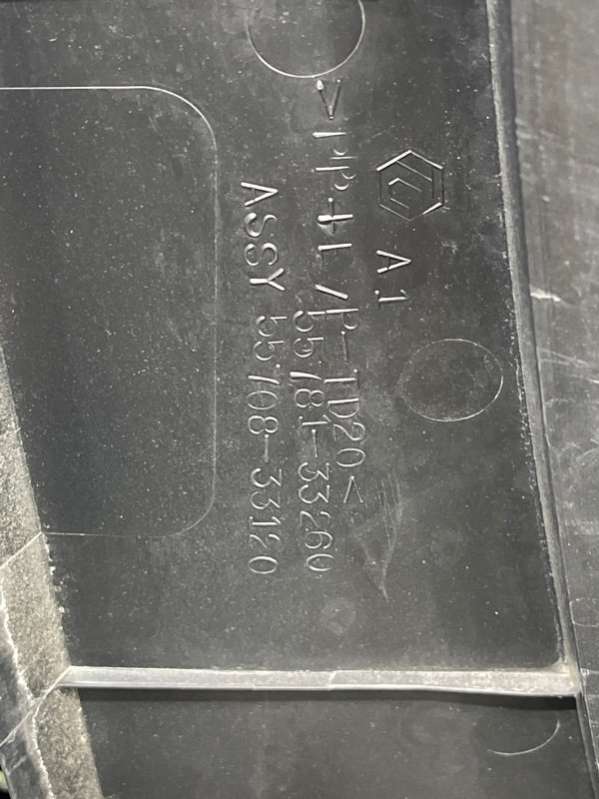 A1
>PP+E/P-TD20<
55781-33260
ASSY 55708-33120